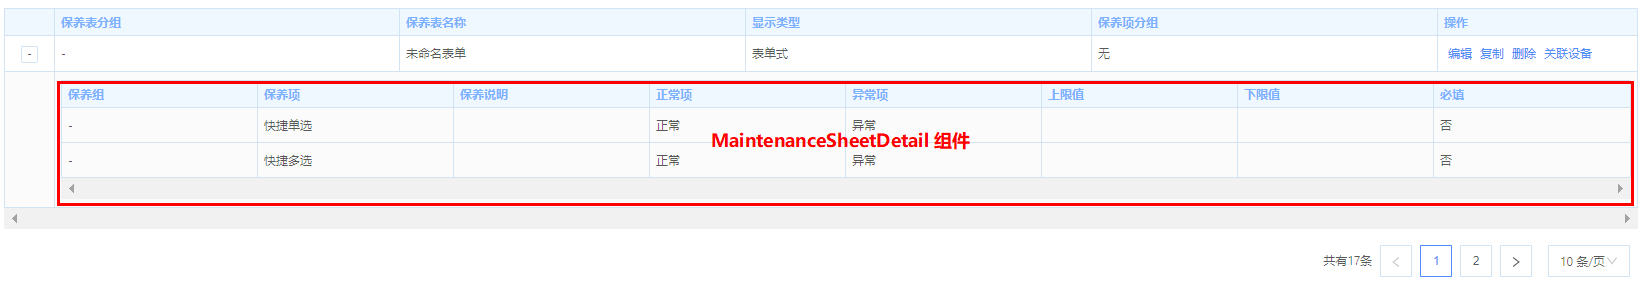 保养表分组 保养表名称 显示类型 保养项分组 操作
- - 未命名表单 表单式 无 编辑 复制 删除 关联设备
保养组 保养项 保养说明 正常项 异常项 上限值 下限值 必填
- 快捷单选 正常 异常 否
MaintenanceSheetDetail 组件
- 快捷多选 正常 异常 否
共有17条 < 1 2 > 10 条/页